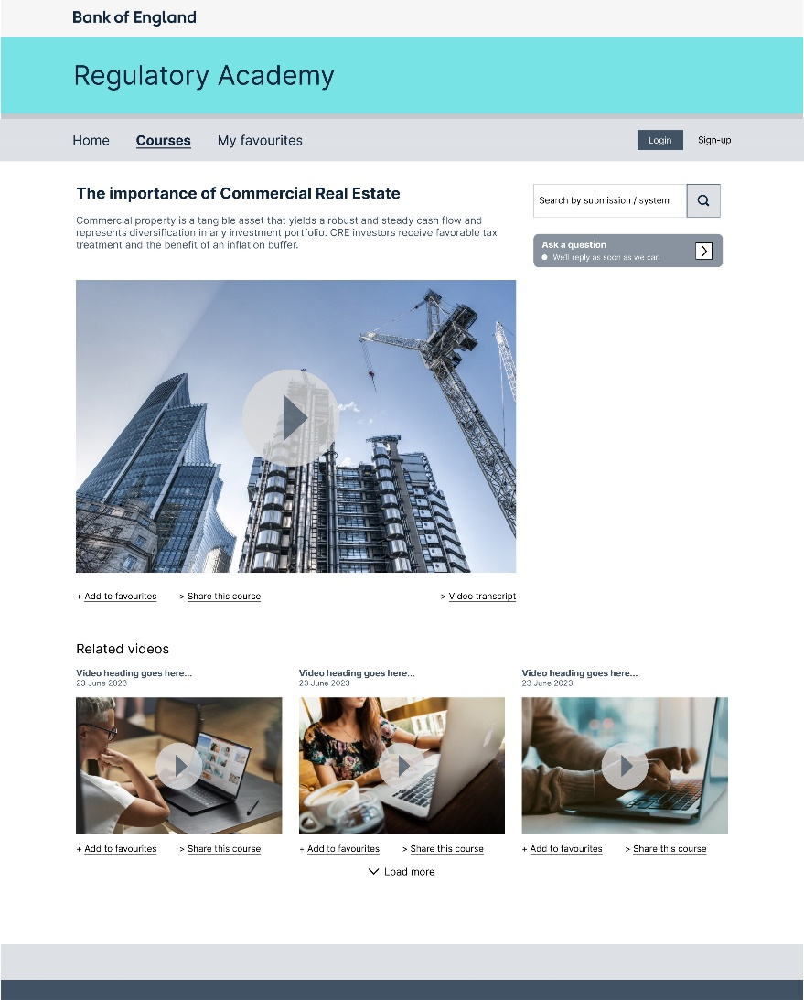 Bank of England
Regulatory Academy
Home Courses My favourites Login Sign-up
The importance of Commercial Real Estate
Commercial property is a tangible asset that yields a robust and steady cash flow and
represents diversification in any investment portfolio. CRE investors receive favorable tax
treatment and the benefit of an inflation buffer.
Search by submission / system
Ask a question
We'll reply as soon as we can
+ Add to favourites > Share this course > Video transcript
Related videos
Video heading goes here... Video heading goes here... Video heading goes here...
23 June 2023 23 June 2023 23 June 2023
+ Add to favourites > Share this course + Add to favourites > Share this course + Add to favourites > Share this course
Load more